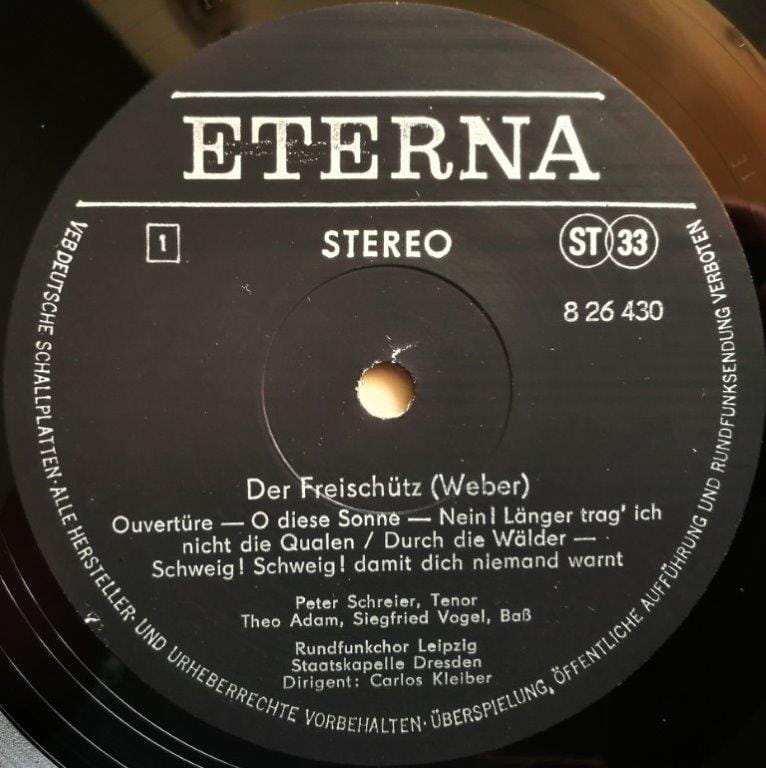 ETERNA
1
STEREO
ST 33
8 26 430
Der Freischütz (Weber)
Ouvertüre — O diese Sonne — Nein! Länger trag' ich
nicht die Qualen / Durch die Wälder —
Schweig! Schweig! damit dich niemand warnt
Peter Schreier, Tenor
Theo Adam, Siegfried Vogel, Baß
Rundfunkchor Leipzig
Staatskapelle Dresden
Dirigent: Carlos Kleiber
VEB DEUTSCHE SCHALLPLATTEN · ALLE HERSTELLER- UND URHEBERRECHTE VORBEHALTEN · ÜBERSPIELUNG, ÖFFENTLICHE AUFFÜHRUNG UND RUNDFUNKSENDUNG VERBOTEN